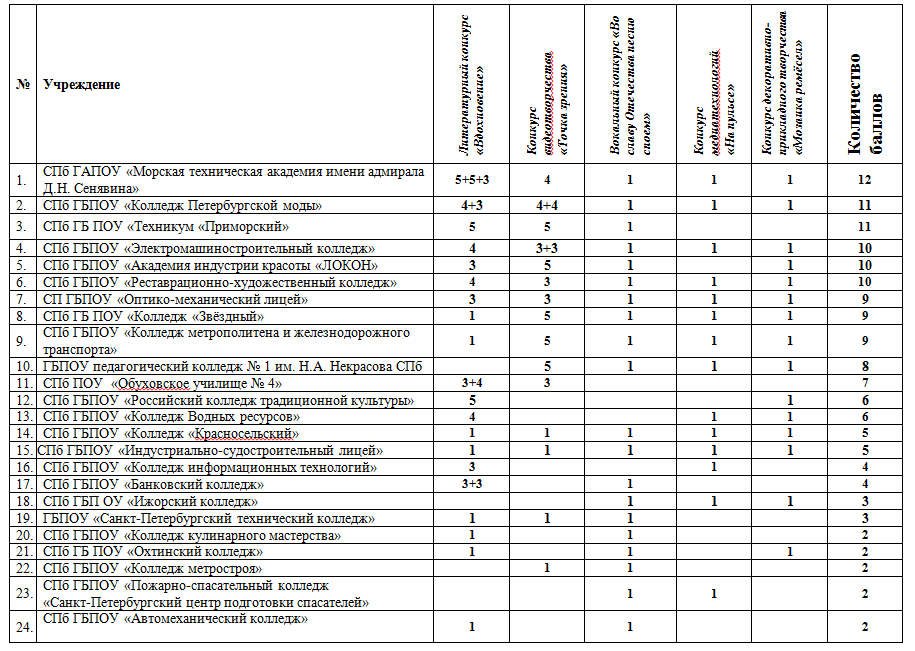 № Учреждение Литературный конкурс «Вдохновение» Конкурс видеотворчества «Точка зрения» Вокальный конкурс «Во славу Отечества песню споем» Конкурс медиатехнологий «На пульсе» Конкурс декоративно-прикладного творчества «Мозаика ремёсел» Количество баллов
1. СПб ГАПОУ «Морская техническая академия имени адмирала
Д.Н. Сенявина» 5+5+3 4 1 1 1 12
2. СПб ГБПОУ «Колледж Петербургской моды» 4+3 4+4 1 1 1 11
3. СПб ГБ ПОУ «Техникум «Приморский» 5 5 1 11
4. СПб ГБПОУ «Электромашиностроительный колледж» 4 3+3 1 1 1 10
5. СПб ГБПОУ «Академия индустрии красоты «ЛОКОН» 3 5 1 1 10
6. СПб ГБПОУ «Реставрационно-художественный колледж» 4 3 1 1 1 10
7. СП ГБПОУ «Оптико-механический лицей» 3 3 1 1 1 9
8. СПб ГБ ПОУ «Колледж «Звёздный» 1 5 1 1 1 9
9. СПб ГБПОУ «Колледж метрополитена и железнодорожного
транспорта» 1 5 1 1 1 9
10. ГБПОУ педагогический колледж № 1 им. Н.А. Некрасова СПб 5 1 1 1 8
11. СПб ПОУ «Обуховское училище № 4» 3+4 3 7
12. СПб ГБПОУ «Российский колледж традиционной культуры» 5 1 6
13. СПб ГБПОУ «Колледж Водных ресурсов» 4 1 1 6
14. СПб ГБПОУ «Колледж «Красносельский» 1 1 1 1 1 5
15. СПб ГБПОУ «Индустриально-судостроительный лицей» 1 1 1 1 1 5
16. СПб ГБПОУ «Колледж информационных технологий» 3 1 4
17. СПб ГБПОУ «Банковский колледж» 3+3 1 4
18. СПб ГБП ОУ «Ижорский колледж» 1 1 1 3
19. ГБПОУ «Санкт-Петербургский технический колледж» 1 1 1 3
20. СПб ГБПОУ «Колледж кулинарного мастерства» 1 1 2
21. СПб ГБ ПОУ «Охтинский колледж» 1 1 1 2
22. СПб ГБПОУ «Колледж метростроя» 1 1 2
23. СПб ГБПОУ «Пожарно-спасательный колледж
«Санкт-Петербургский центр подготовки спасателей» 1 1 2
24. СПб ГБПОУ «Автомеханический колледж» 1 1 2